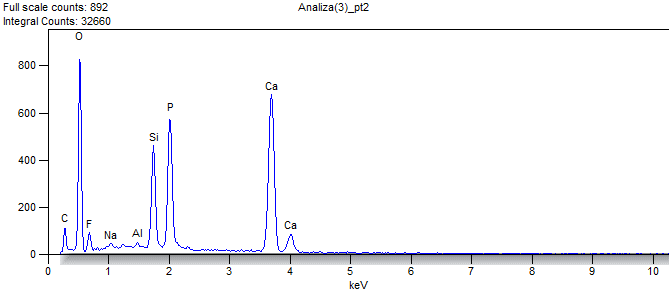 Full scale counts: 892
Analiza(3)_pt2
Integral Counts: 32660
O
800
Ca
600
P
Si
400
200
C
F
Na
Al
Ca
0
0 1 2 3 4 5 6 7 8 9 10
keV